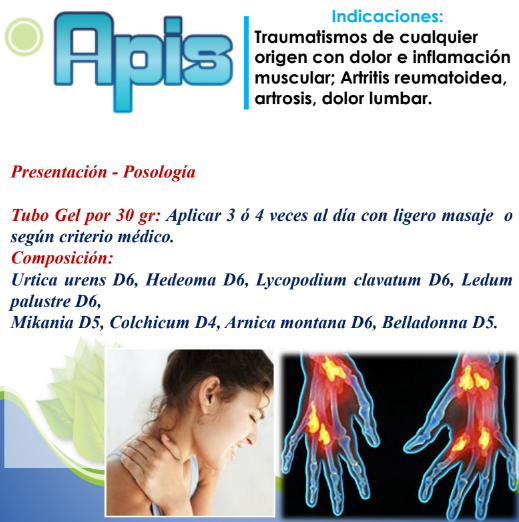 Apis
Indicaciones:
Traumatismos de cualquier
origen con dolor e inflamación
muscular; Artritis reumatoidea,
artrosis, dolor lumbar.
Presentación - Posología
Tubo Gel por 30 gr: Aplicar 3 ó 4 veces al día con ligero masaje o
según criterio médico.
Composición:
Urtica urens D6, Hedeoma D6, Lycopodium clavatum D6, Ledum
palustre D6,
Mikania D5, Colchicum D4, Arnica montana D6, Belladonna D5.